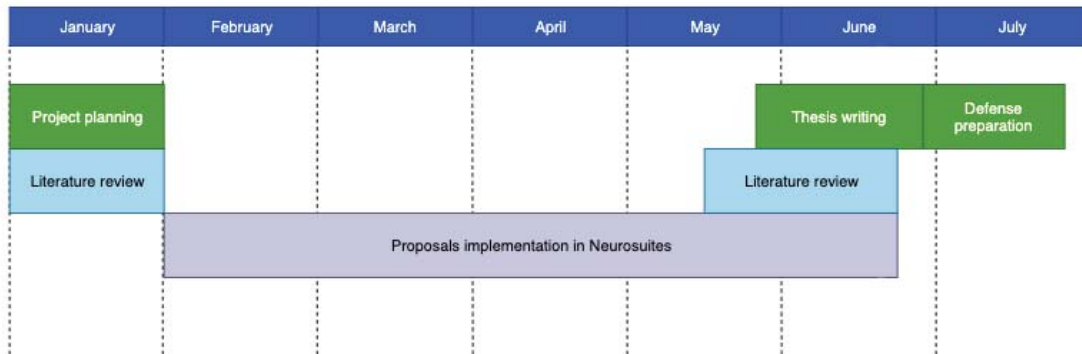 January February March April May June July
Project planning
Thesis writing
Defense
preparation
Literature review
Literature review
Proposals implementation in Neurosuites